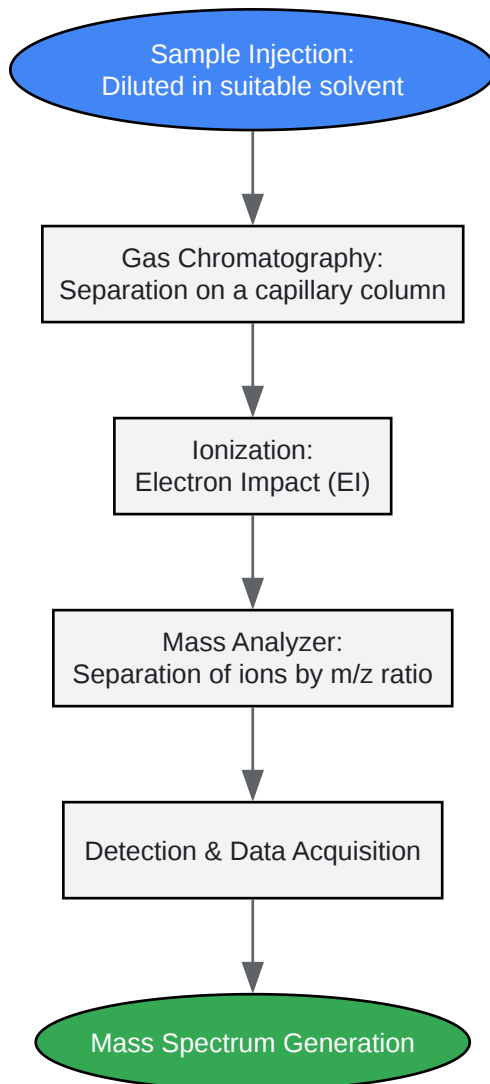 Sample Injection:
Diluted in suitable solvent
Gas Chromatography:
Separation on a capillary column
Ionization:
Electron Impact (EI)
Mass Analyzer:
Separation of ions by m/z ratio
Detection & Data Acquisition
Mass Spectrum Generation